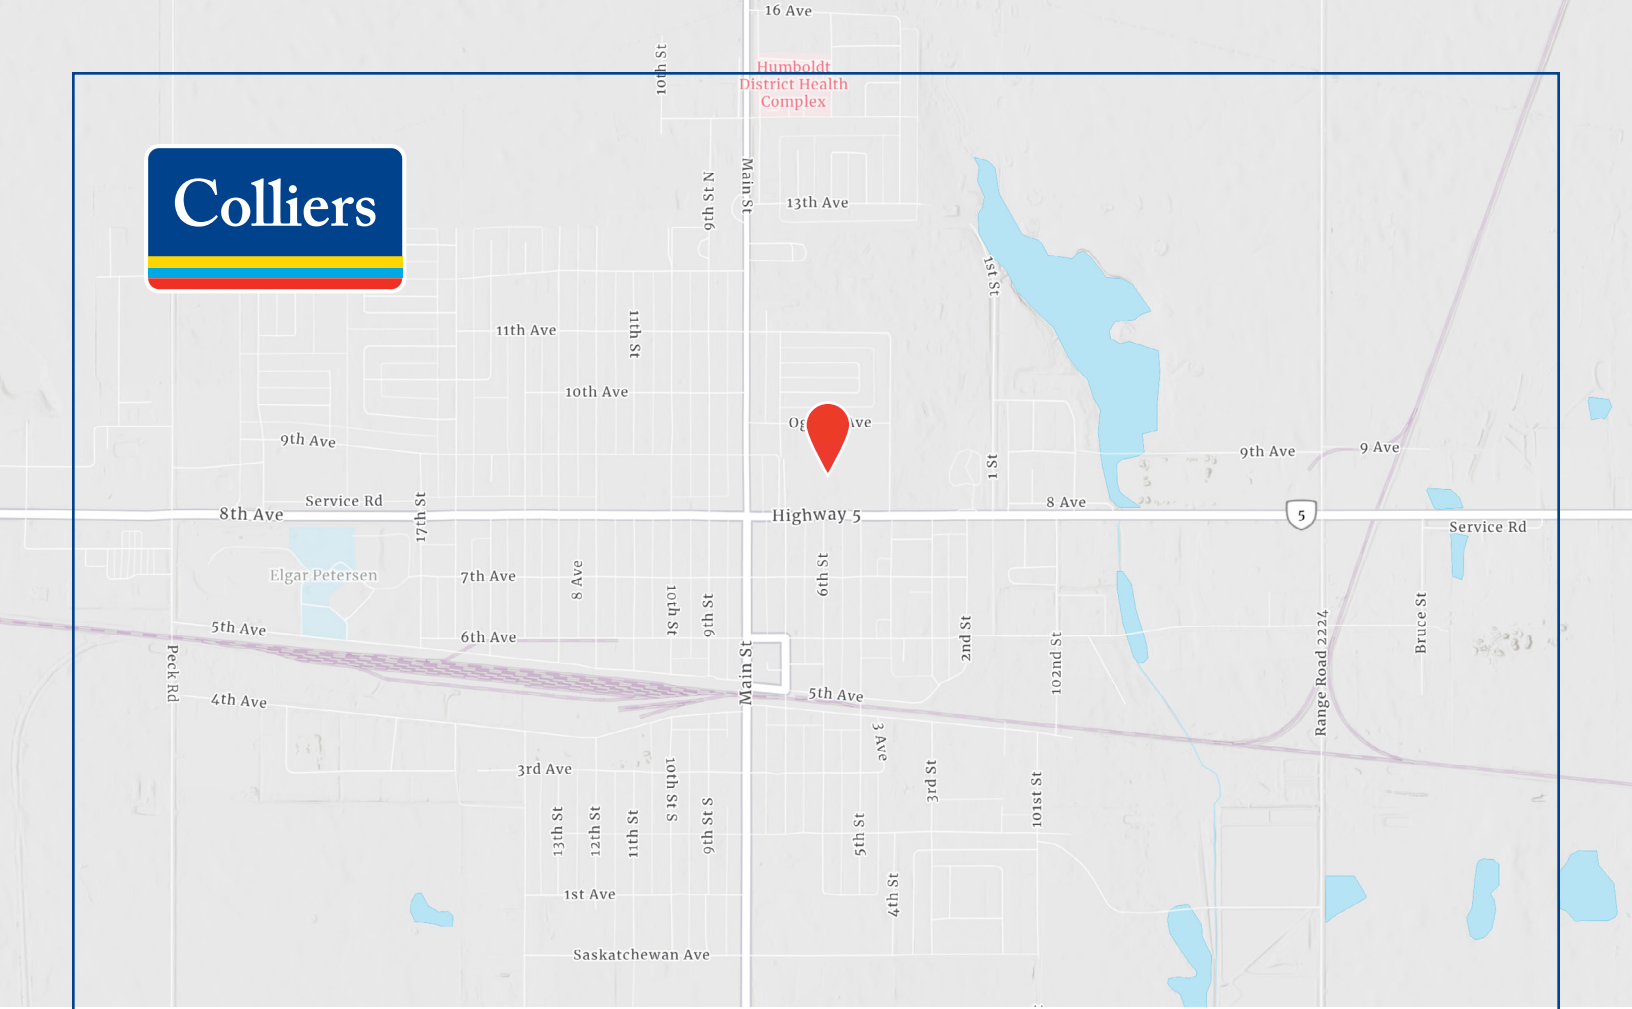 16 Ave
10th St
Humboldt
District Health
Complex
Colliers
9th St N
Main St
13th Ave
1st St
11th Ave
11th St
10th Ave
Ave
9th Ave
1 St
9th Ave
9 Ave
Service Rd
17th St
8 Ave
8th Ave
Highway 5
5
Service Rd
Elgar Petersen
7th Ave
8 Ave
6th St
10th St
9th St
5th Ave
6th Ave
2nd St
102nd St
Range Road 2224
Bruce St
Peck Rd
Main St
4th Ave
5th Ave
3 Ave
3rd Ave
10th St S
3rd St
101st St
13th St
12th St
11th St
9th St S
5th St
1st Ave
4th St
Saskatchewan Ave